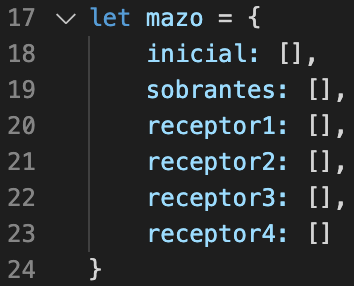 17 let mazo = {
18 inicial: [],
19 sobrantes: [],
20 receptor1: [],
21 receptor2: [],
22 receptor3: [],
23 receptor4: []
24 }